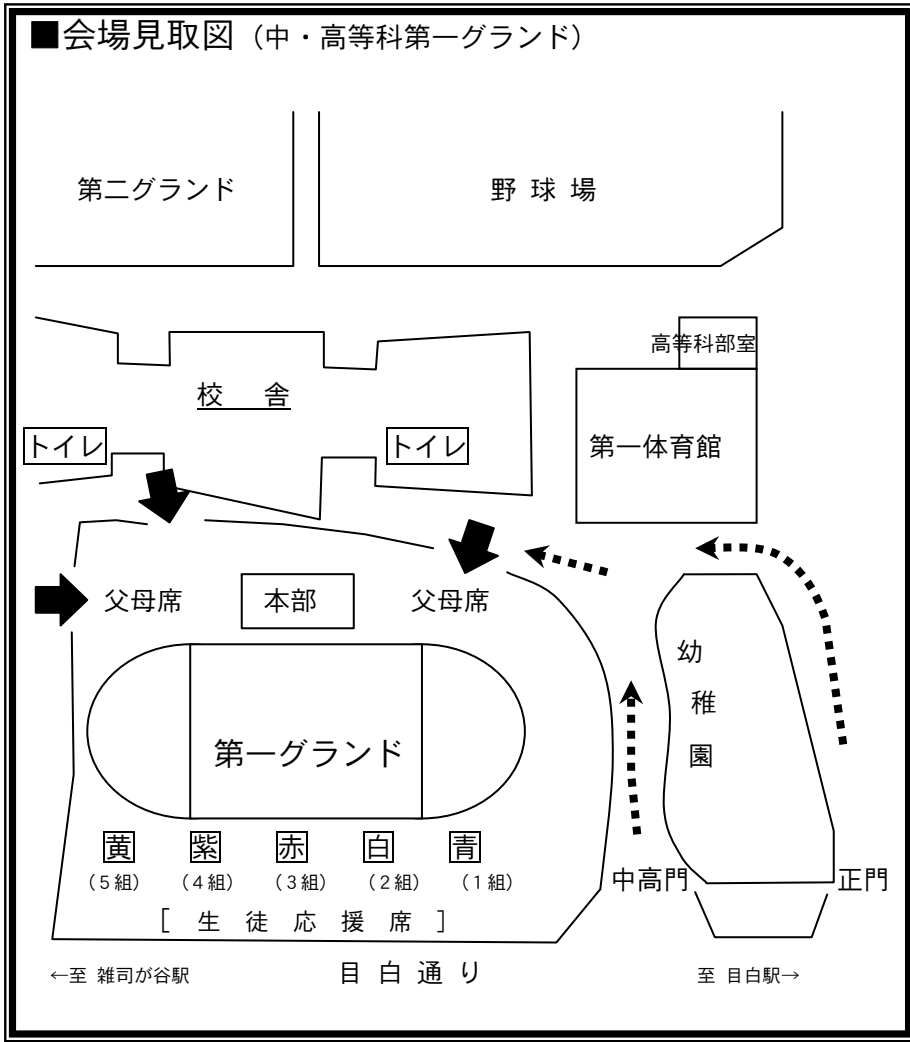 ■会場見取図（中・高等科第一グランド）
第二グランド
野球場
高等科部室
校舎
トイレ
トイレ
第一体育館
父母席
本部
父母席
幼稚園
第一グランド
黄 紫 赤 白 青
（5組） （4組） （3組） （2組） （1組）
［生徒応援席］
中高門
正門
←至 雑司が谷駅
目白通り
至 目白駅→